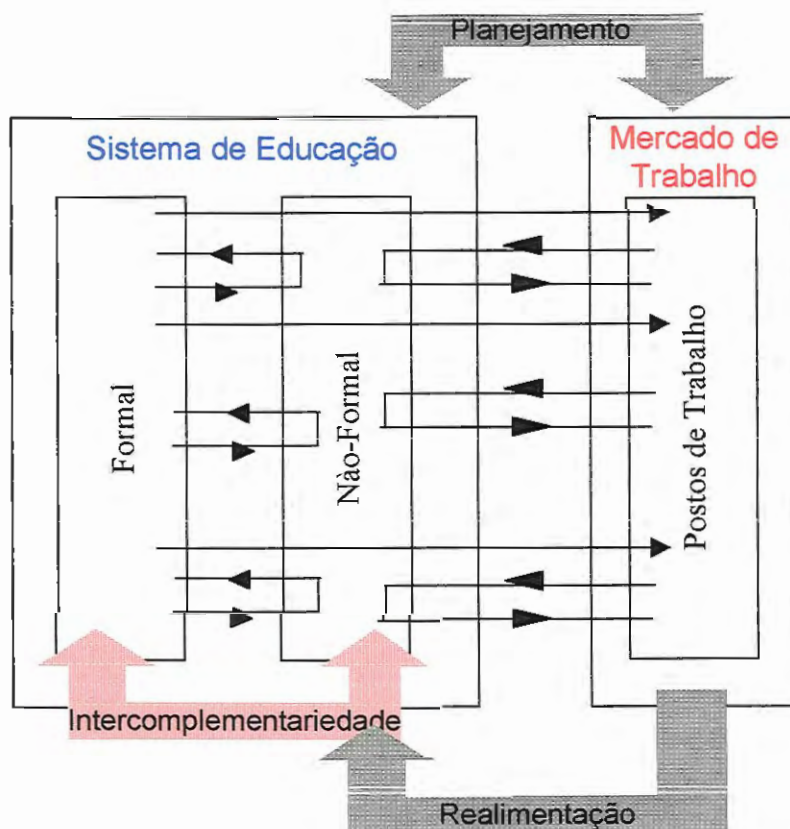 Planejamento
Sistema de Educação
Mercado de
Trabalho
Formal
Nào-Formal
Postos de Trabalho
Intercomplementariedade
Realimentação